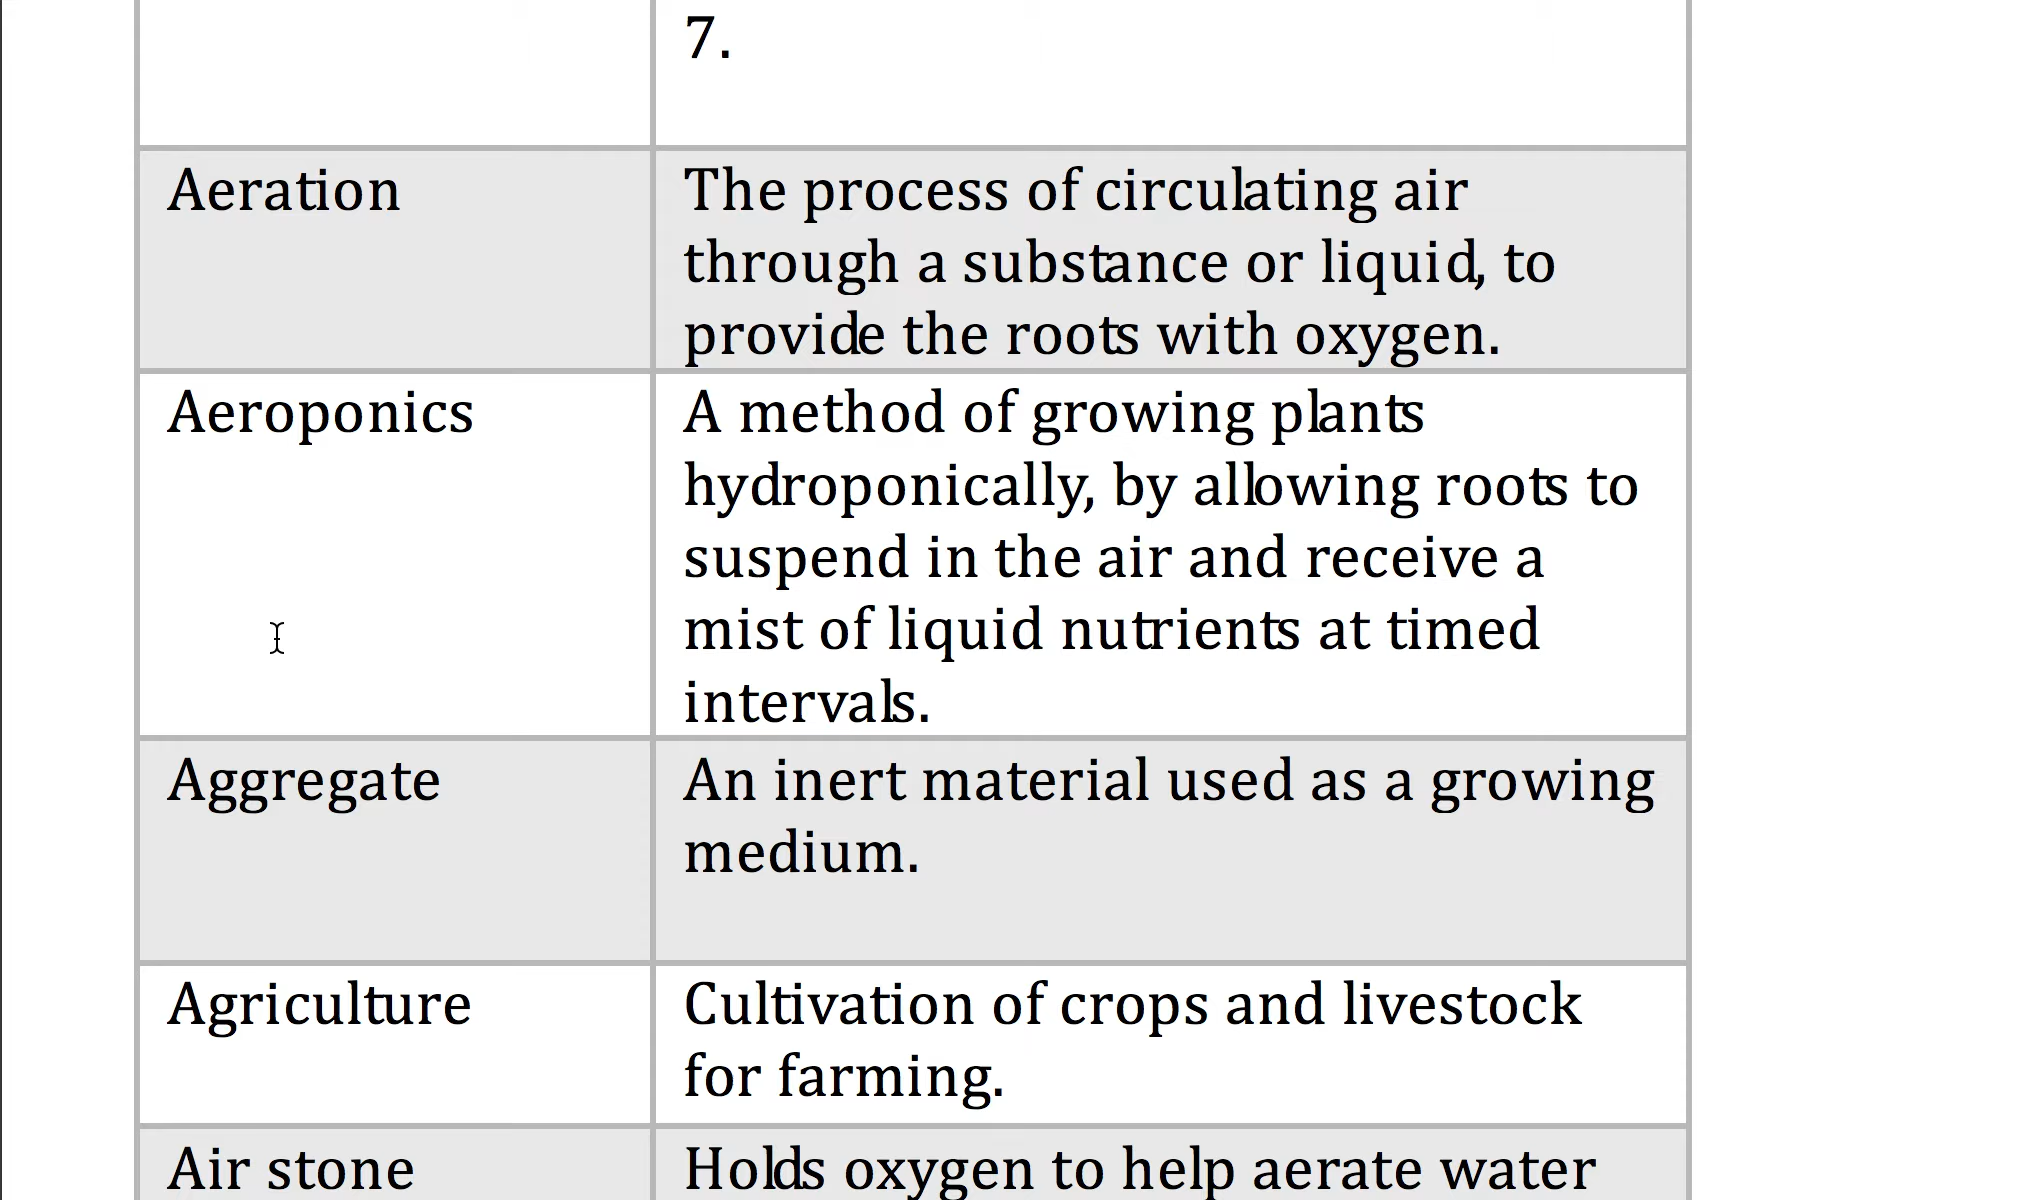 7.
Aeration
The process of circulating air
through a substance or liquid, to
provide the roots with oxygen.
Aeroponics
A method of growing plants
hydroponically, by allowing roots to
suspend in the air and receive a
mist of liquid nutrients at timed
intervals.
Aggregate
An inert material used as a growing
medium.
Agriculture
Cultivation of crops and livestock
for farming.
Air stone
Holds oxygen to help aerate water